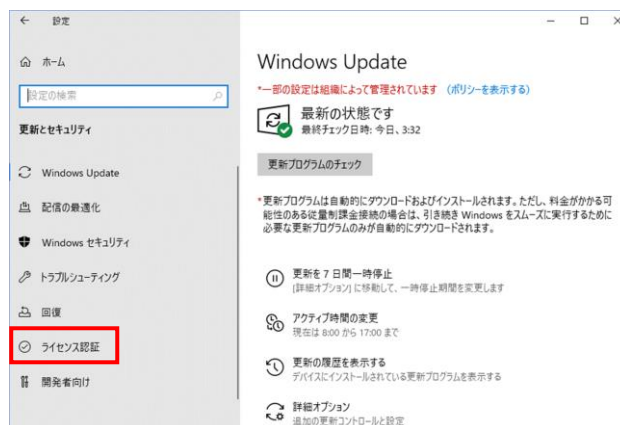 設定
ホーム
設定の検索
更新とセキュリティ
Windows Update
配信の最適化
Windows セキュリティ
トラブルシューティング
回復
ライセンス認証
開発者向け
Windows Update
*一部の設定は組織によって管理されています (ポリシーを表示する)
最新の状態です
最終チェック日時: 今日、3:32
更新プログラムのチェック
*更新プログラムは自動的にダウンロードおよびインストールされます。ただし、料金がかかる可
能性のある従量制課金接続の場合は、引き続き Windows をスムーズに実行するために
必要な更新プログラムのみが自動的にダウンロードされます。
更新を 7 日間一時停止
[詳細オプション] に移動して、一時停止期間を変更します
アクティブ時間の変更
現在は 8:00 から 17:00 まで
更新の履歴を表示する
デバイスにインストールされている更新プログラムを表示する
詳細オプション
追加の更新コントロールと設定